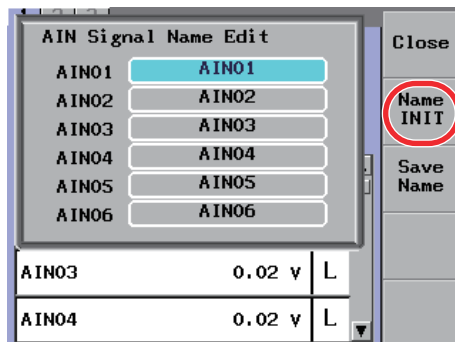 AIN Signal Name Edit
AIN01 AIN01
AIN02 AIN02
AIN03 AIN03
AIN04 AIN04
AIN05 AIN05
AIN06 AIN06
AIN03 0.02 V L
AIN04 0.02 V L
Close
Name
INIT
Save
Name